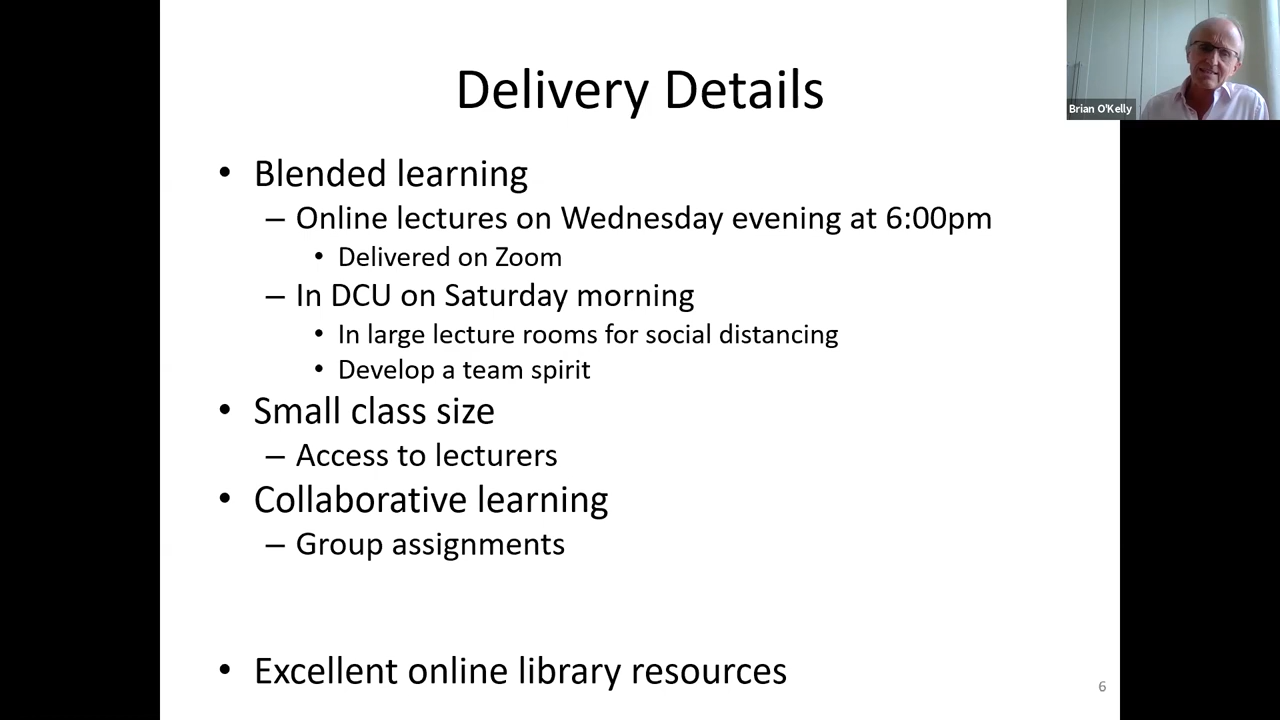 Delivery Details
Brian O'Kelly
• Blended learning
– Online lectures on Wednesday evening at 6:00pm
• Delivered on Zoom
– In DCU on Saturday morning
• In large lecture rooms for social distancing
• Develop a team spirit
• Small class size
– Access to lecturers
• Collaborative learning
– Group assignments
• Excellent online library resources
6